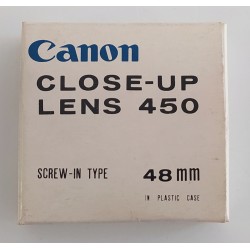 Canon
CLOSE-UP
LENS 450
SCREW-IN TYPE 48mm
IN PLASTIC CASE